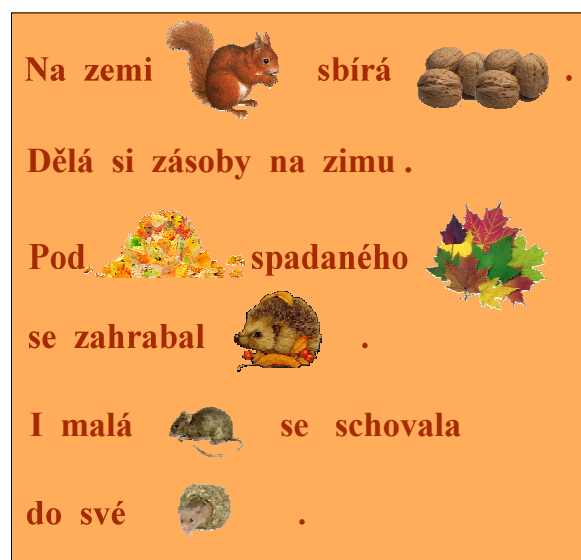 Na zemi sbírá .
Dělá si zásoby na zimu .
Pod spadaného
se zahrabal .
I malá se schovala
do své .